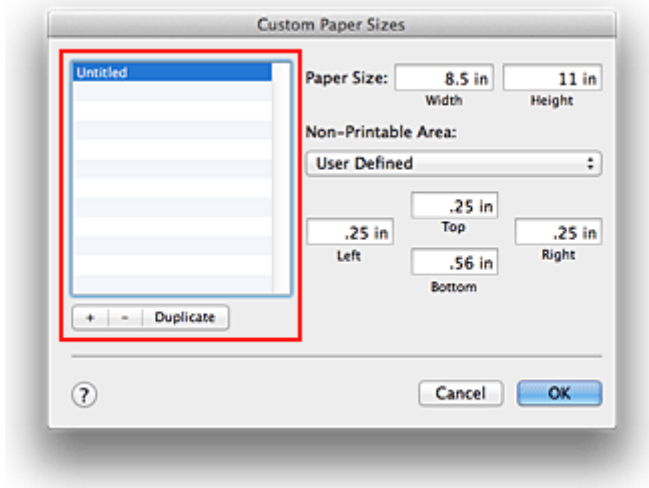 Custom Paper Sizes
Untitled
+ - Duplicate
Paper Size: 8.5 in 11 in
Width Height
Non-Printable Area:
User Defined
.25 in
Top
.25 in .25 in
Left Right
.56 in
Bottom
? Cancel OK